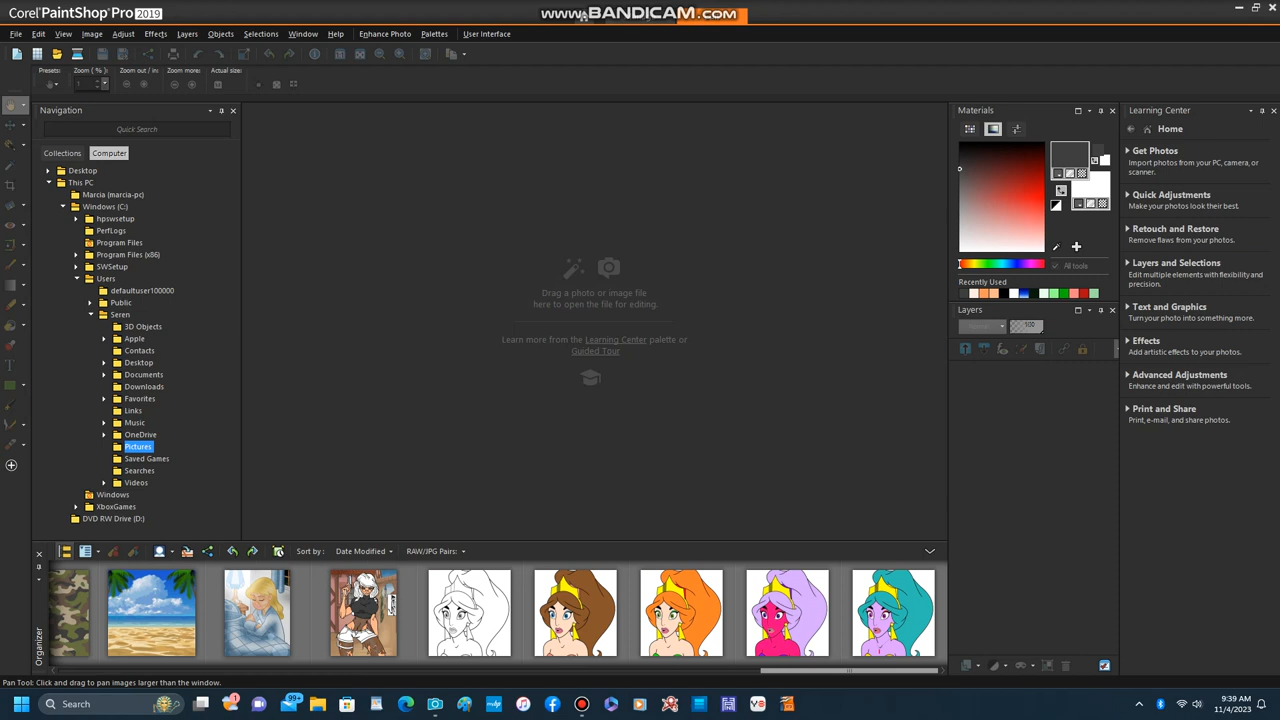 Corel PaintShop Pro 2019
www.BANDICAM.com
File Edit View Image Adjust Effects Layers Objects Selections Window Help Enhance Photo Palettes User Interface
Presets: Zoom ( % ): Zoom out / in: Zoom more: Actual size:
1
Navigation
Quick Search
Collections Computer
Desktop
This PC
Marcia (marcia-pc)
Windows (C:)
hpswsetup
PerfLogs
Program Files
Program Files (x86)
SWSetup
Users
defaultuser100000
Public
Seren
3D Objects
Apple
Contacts
Desktop
Documents
Downloads
Favorites
Links
Music
OneDrive
Pictures
Saved Games
Searches
Videos
Windows
XboxGames
DVD RW Drive (D:)
Drag a photo or image file
here to open the file for editing.
Learn more from the Learning Center palette or
Guided Tour
Materials
All tools
Recently Used
Layers
Normal 100
Learning Center
Home
Get Photos
Import photos from your PC, camera, or
scanner.
Quick Adjustments
Make your photos look their best.
Retouch and Restore
Remove flaws from your photos.
Layers and Selections
Edit multiple elements with flexibility and
precision.
Text and Graphics
Turn your photo into something more.
Effects
Add artistic effects to your photos.
Advanced Adjustments
Enhance and edit with powerful tools.
Print and Share
Print, e-mail, and share photos.
Organizer
Sort by : Date Modified RAW/JPG Pairs:
Pan Tool: Click and drag to pan images larger than the window.
Search
1
99+
9:39 AM
11/4/2023